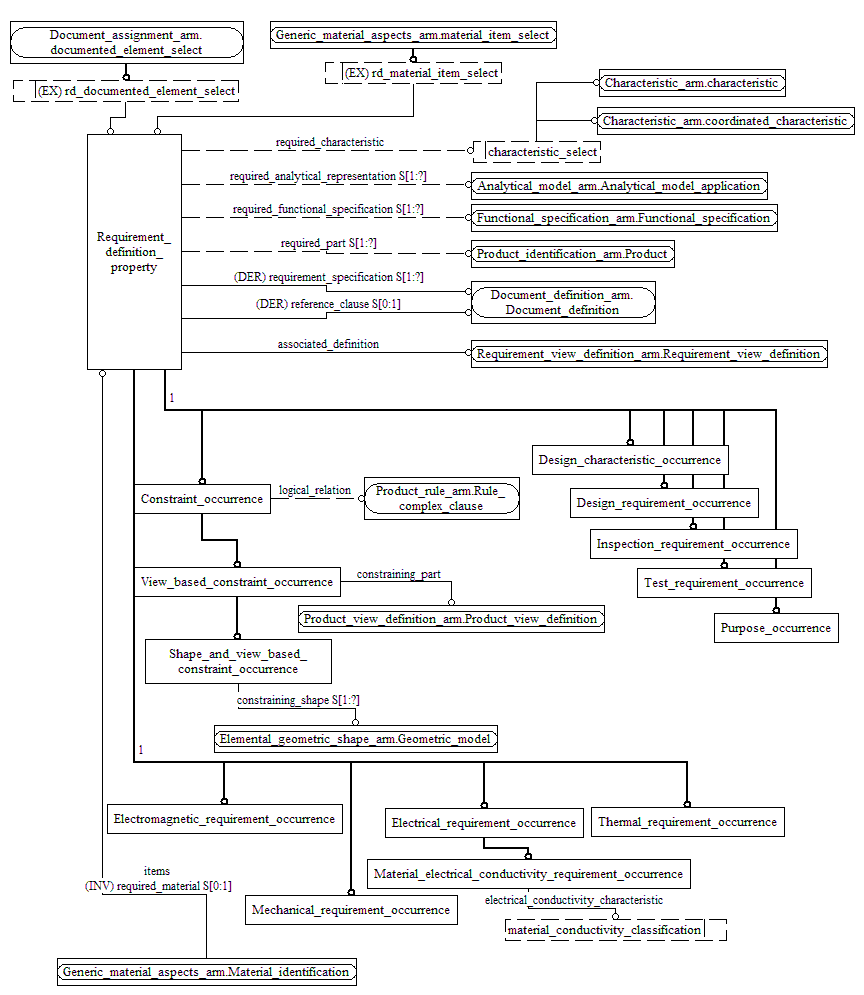 Document_assignment_arm.
documented_element_select
Generic_material_aspects_arm.material_item_select
(EX) rd_documented_element_select
(EX) rd_material_item_select
Characteristic_arm.characteristic
Characteristic_arm.coordinated_characteristic
required_characteristic
characteristic_select
required_analytical_representation S[1:?]
Analytical_model_arm.Analytical_model_application
required_functional_specification S[1:?]
Functional_specification_arm.Functional_specification
Requirement_
definition_
property
required_part S[1:?]
Product_identification_arm.Product
(DER) requirement_specification S[1:?]
(DER) reference_clause S[0:1]
Document_definition_arm.
Document_definition
associated_definition
Requirement_view_definition_arm.Requirement_view_definition
1
Design_characteristic_occurrence
Constraint_occurrence
logical_relation
Product_rule_arm.Rule_
complex_clause
Design_requirement_occurrence
Inspection_requirement_occurrence
View_based_constraint_occurrence
constraining_part
Test_requirement_occurrence
Product_view_definition_arm.Product_view_definition
Purpose_occurrence
Shape_and_view_based_
constraint_occurrence
constraining_shape S[1:?]
Elemental_geometric_shape_arm.Geometric_model
1
Electromagnetic_requirement_occurrence
Electrical_requirement_occurrence
Thermal_requirement_occurrence
items
(INV) required_material S[0:1]
Material_electrical_conductivity_requirement_occurrence
Mechanical_requirement_occurrence
electrical_conductivity_characteristic
material_conductivity_classification
Generic_material_aspects_arm.Material_identification